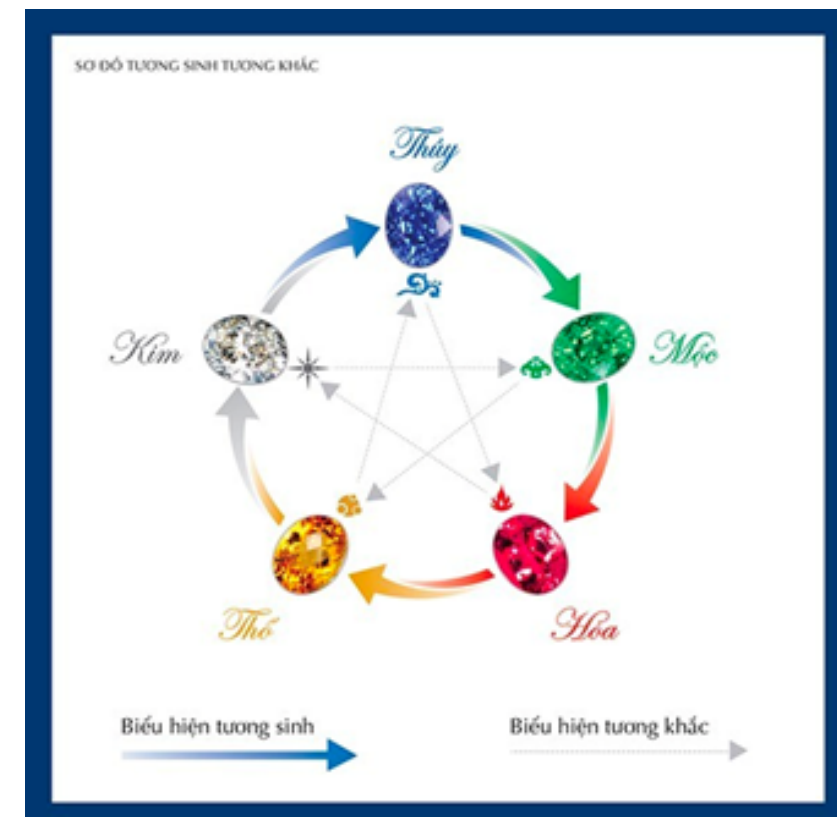 SƠ ĐỒ TƯƠNG SINH TƯƠNG KHẮC
Thủy
Kim
Mộc
Thổ
Hỏa
Biểu hiện tương sinh
Biểu hiện tương khắc